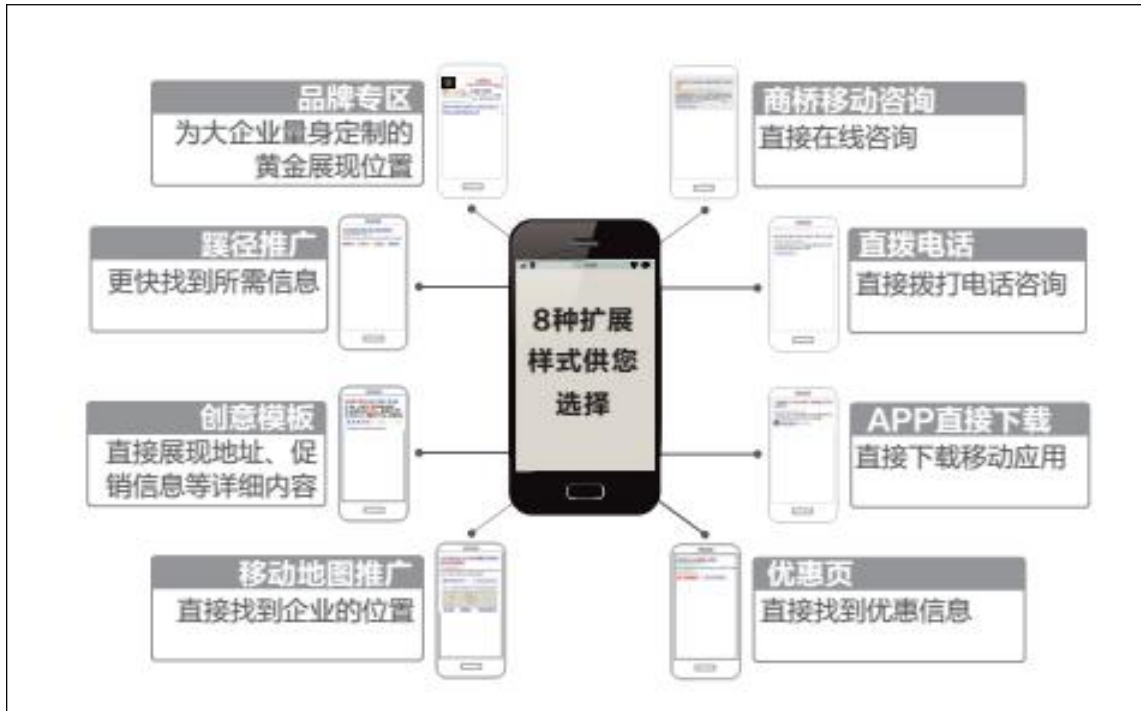 品牌专区
为大企业量身定制的
黄金展现位置
商桥移动咨询
直接在线咨询
蹊径推广
更快找到所需信息
直拨电话
直接拨打电话咨询
8种扩展
样式供您
选择
创意模板
直接展现地址、促
销信息等详细内容
APP直接下载
直接下载移动应用
移动地图推广
直接找到企业的位置
优惠页
直接找到优惠信息